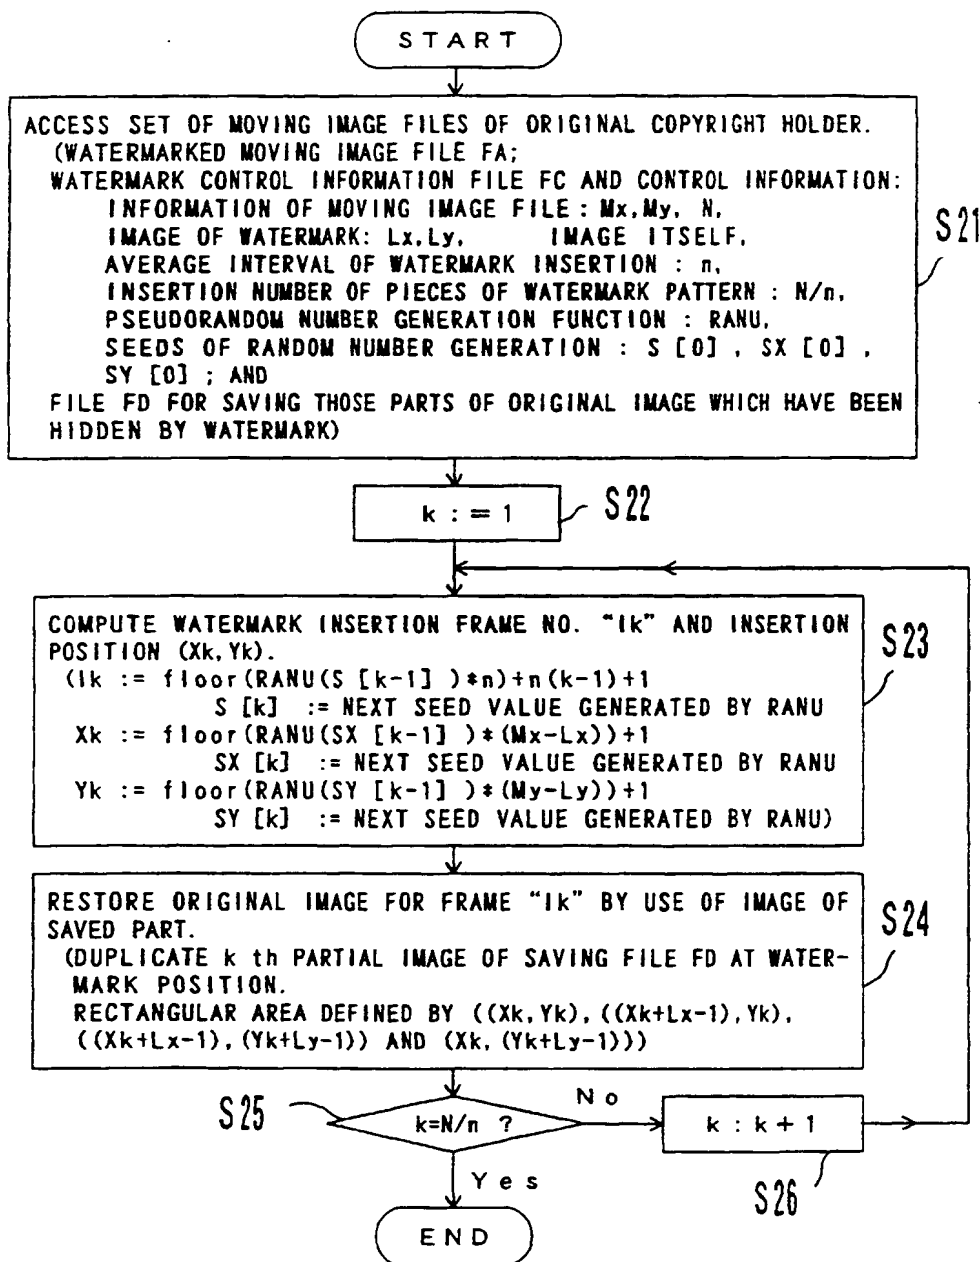 START
ACCESS SET OF MOVING IMAGE FILES OF ORIGINAL COPYRIGHT HOLDER.
(WATERMARKED MOVING IMAGE FILE FA;
WATERMARK CONTROL INFORMATION FILE FC AND CONTROL INFORMATION:
INFORMATION OF MOVING IMAGE FILE : Mx,My, N,
IMAGE OF WATERMARK: Lx,Ly, IMAGE ITSELF,
AVERAGE INTERVAL OF WATERMARK INSERTION : n,
INSERTION NUMBER OF PIECES OF WATERMARK PATTERN : N/n,
PSEUDORANDOM NUMBER GENERATION FUNCTION : RANU,
SEEDS OF RANDOM NUMBER GENERATION : S [0] , SX [0] ,
SY [0] ; AND
FILE FD FOR SAVING THOSE PARTS OF ORIGINAL IMAGE WHICH HAVE BEEN
HIDDEN BY WATERMARK)
S21
k := 1
S22
COMPUTE WATERMARK INSERTION FRAME NO. "Ik" AND INSERTION
POSITION (Xk,Yk).
(Ik := floor(RANU(S [k-1] )*n)+n(k-1)+1
S [k] := NEXT SEED VALUE GENERATED BY RANU
Xk := floor(RANU(SX [k-1] )*(Mx-Lx))+1
SX [k] := NEXT SEED VALUE GENERATED BY RANU
Yk := floor(RANU(SY [k-1] )*(My-Ly))+1
SY [k] := NEXT SEED VALUE GENERATED BY RANU)
S23
RESTORE ORIGINAL IMAGE FOR FRAME "Ik" BY USE OF IMAGE OF
SAVED PART.
(DUPLICATE k th PARTIAL IMAGE OF SAVING FILE FD AT WATER-
MARK POSITION.
RECTANGULAR AREA DEFINED BY ((Xk,Yk),((Xk+Lx-1),Yk),
((Xk+Lx-1),(Yk+Ly-1)) AND (Xk,(Yk+Ly-1)))
S24
S25
k=N/n ?
No
k : k + 1
S26
Yes
END